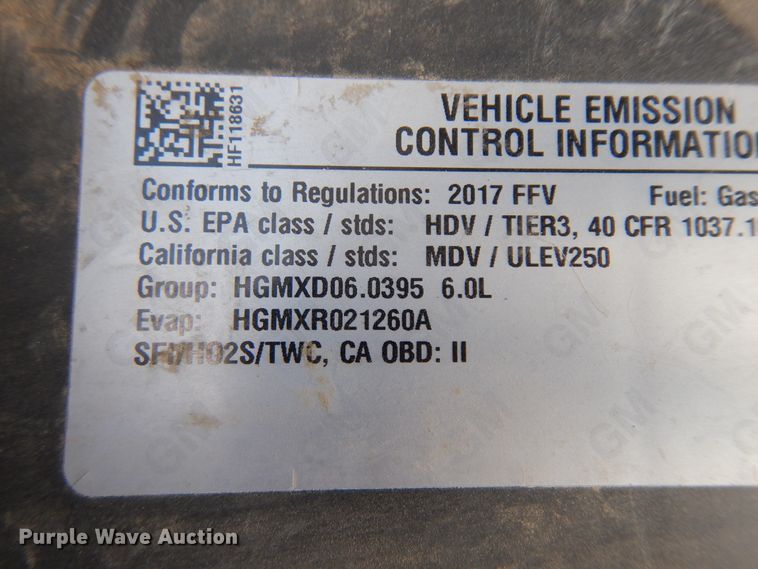 HF118631
VEHICLE EMISSION
CONTROL INFORMATION
Conforms to Regulations: 2017 FFV Fuel: Gas
U.S. EPA class / stds: HDV / TIER3, 40 CFR 1037.1
California class / stds: MDV / ULEV250
Group: HGMXD06.0395 6.0L
Evap: HGMXR021260A
SFI/HO2S/TWC, CA OBD: II
GM
Purple Wave Auction®